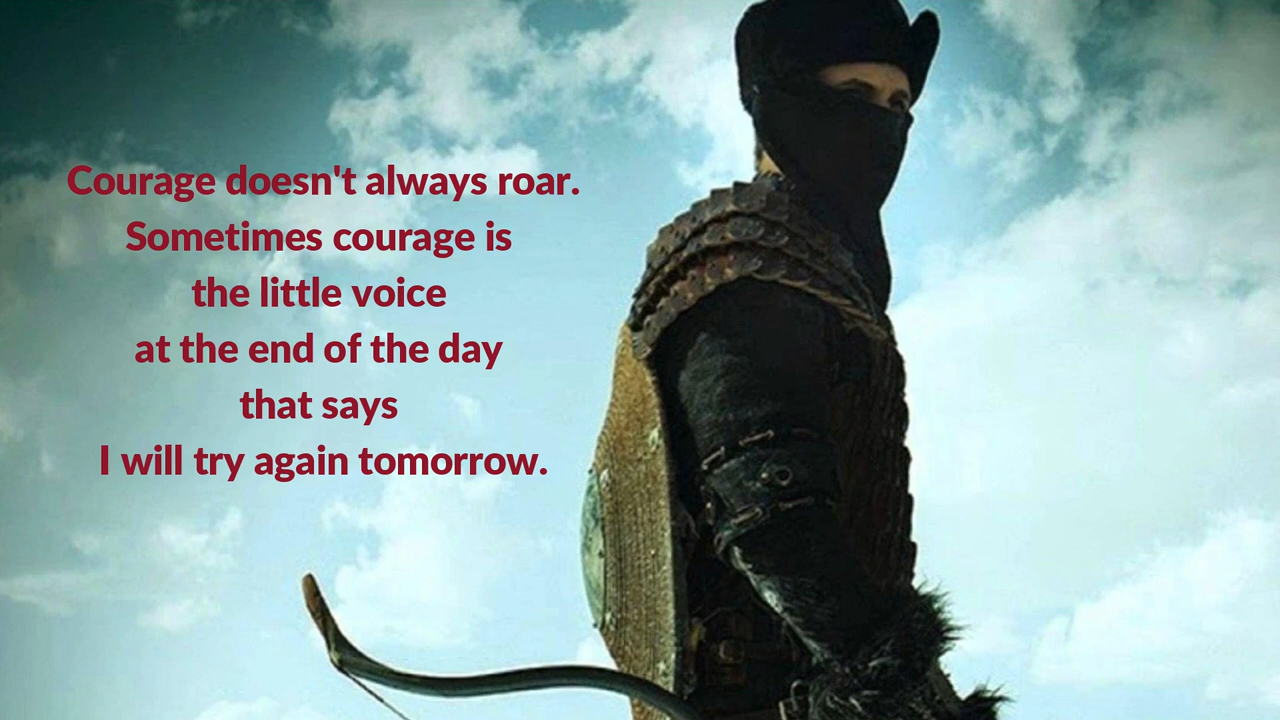 Courage doesn't always roar.
Sometimes courage is
the little voice
at the end of the day
that says
I will try again tomorrow.